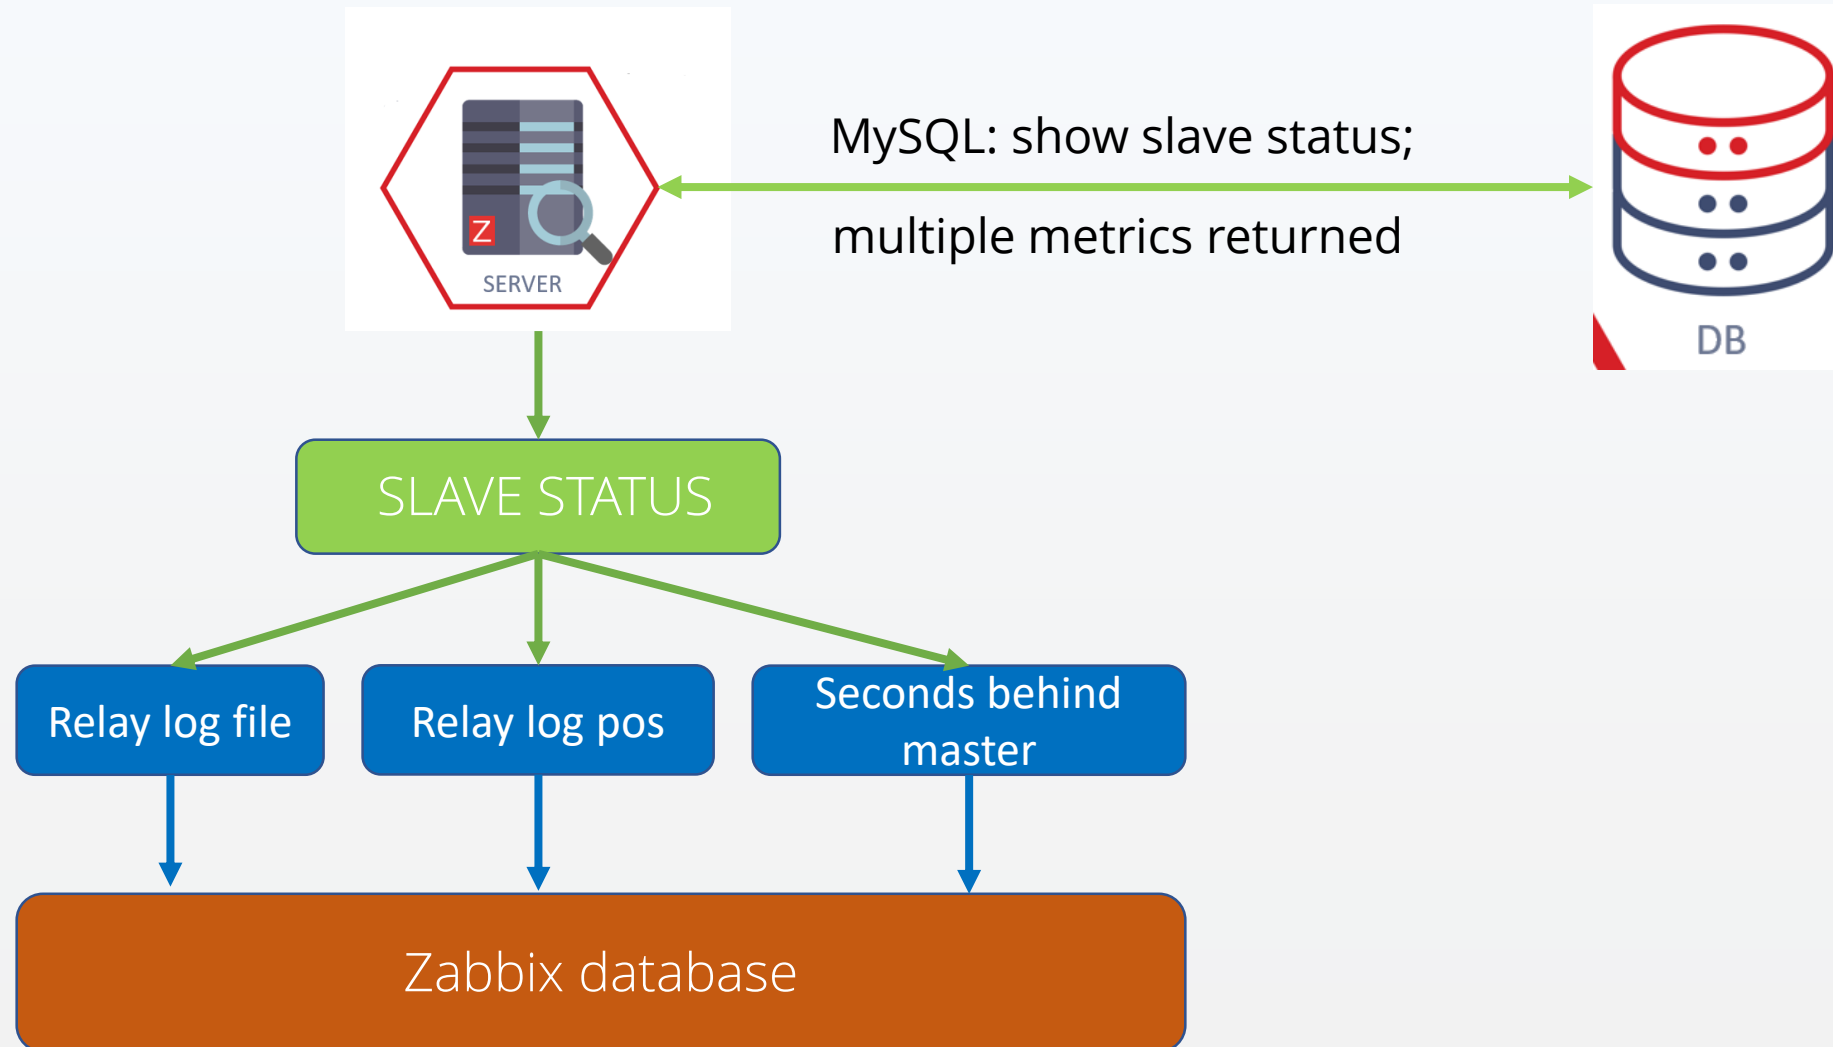 MySQL: show slave status;
multiple metrics returned
Z
SERVER
DB
SLAVE STATUS
Relay log file
Relay log pos
Seconds behind
master
Zabbix database